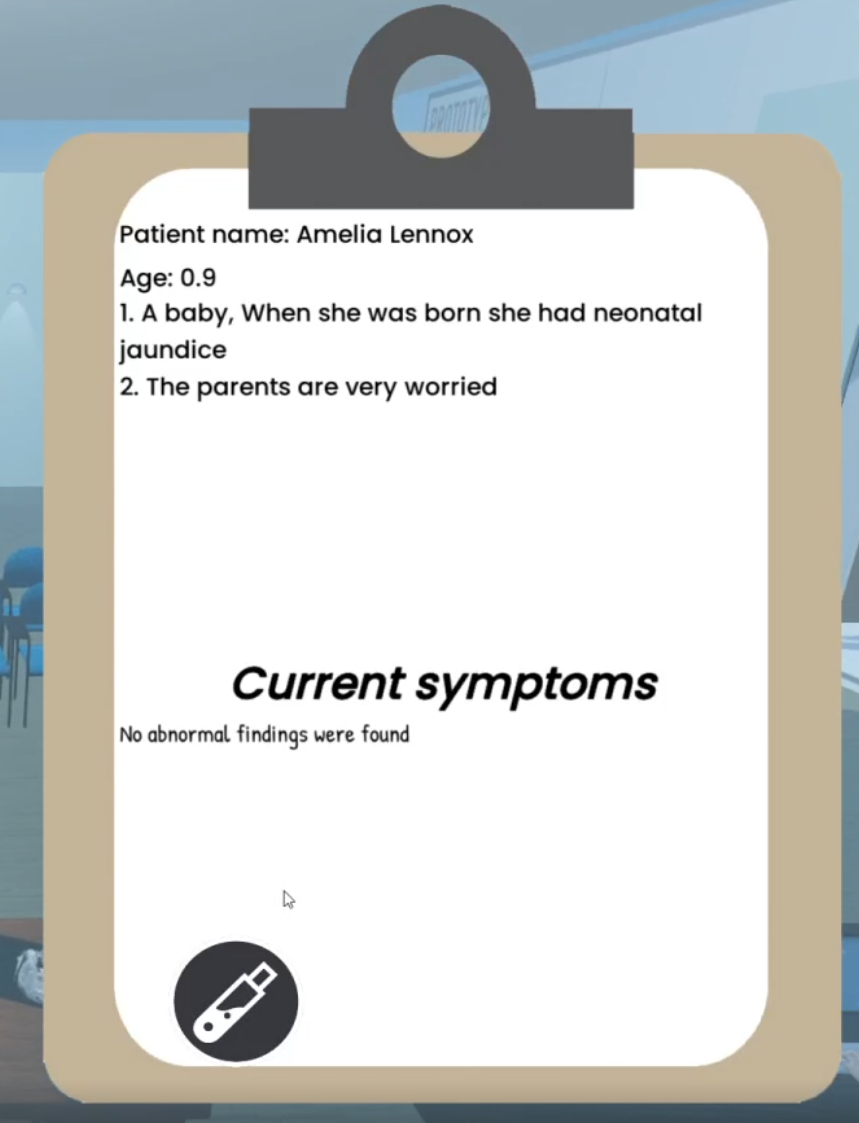 PROTOTYPE
Patient name: Amelia Lennox
Age: 0.9
1. A baby, When she was born she had neonatal
jaundice
2. The parents are very worried
Current symptoms
No abnormal findings were found